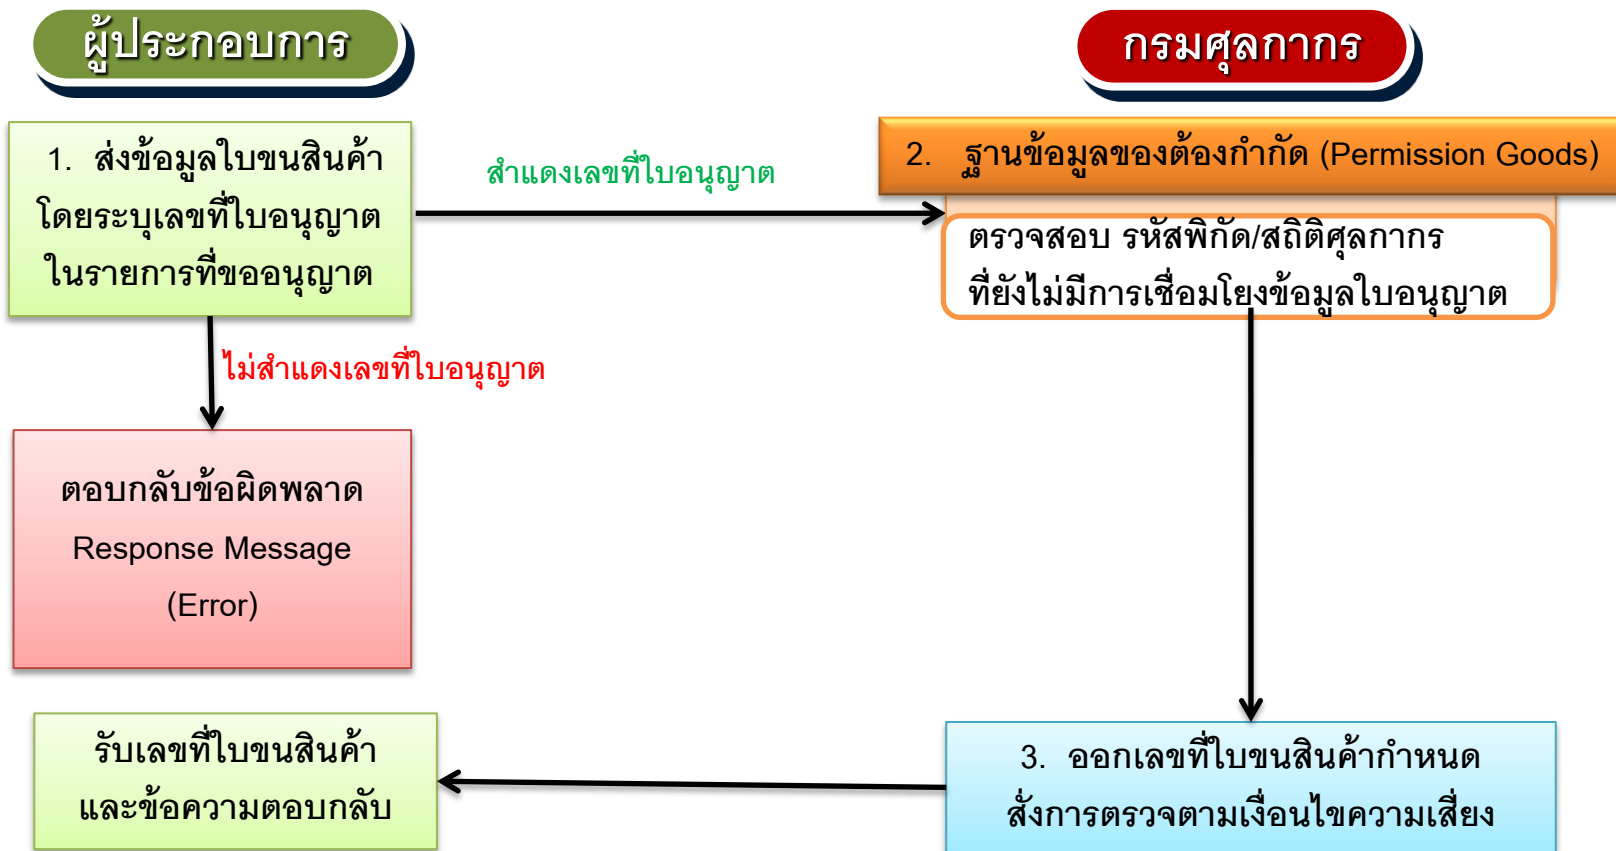 ผู้ประกอบการ
กรมศุลกากร
1. ส่งข้อมูลใบขนสินค้า
โดยระบุเลขที่ใบอนุญาต
ในรายการที่ขออนุญาต
สำแดงเลขที่ใบอนุญาต
2. ฐานข้อมูลของต้องกำกัด (Permission Goods)
ตรวจสอบ รหัสพิกัด/สถิติศุลกากร
ที่ยังไม่มีการเชื่อมโยงข้อมูลใบอนุญาต
ไม่สำแดงเลขที่ใบอนุญาต
ตอบกลับข้อผิดพลาด
Response Message
(Error)
รับเลขที่ใบขนสินค้า
และข้อความตอบกลับ
3. ออกเลขที่ใบขนสินค้ากำหนด
สั่งการตรวจตามเงื่อนไขความเสี่ยง